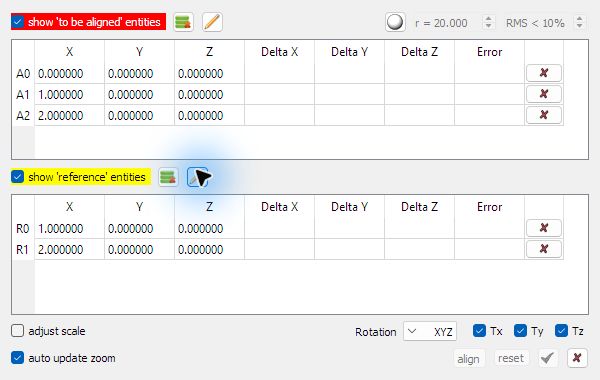 show 'to be aligned' entities r = 20.000 RMS < 10%
X Y Z Delta X Delta Y Delta Z Error
A0 0.000000 0.000000 0.000000
A1 1.000000 0.000000 0.000000
A2 2.000000 0.000000 0.000000
show 'reference' entities
X Y Z Delta X Delta Y Delta Z Error
R0 1.000000 0.000000 0.000000
R1 2.000000 0.000000 0.000000
adjust scale Rotation XYZ Tx Ty Tz
auto update zoom align reset